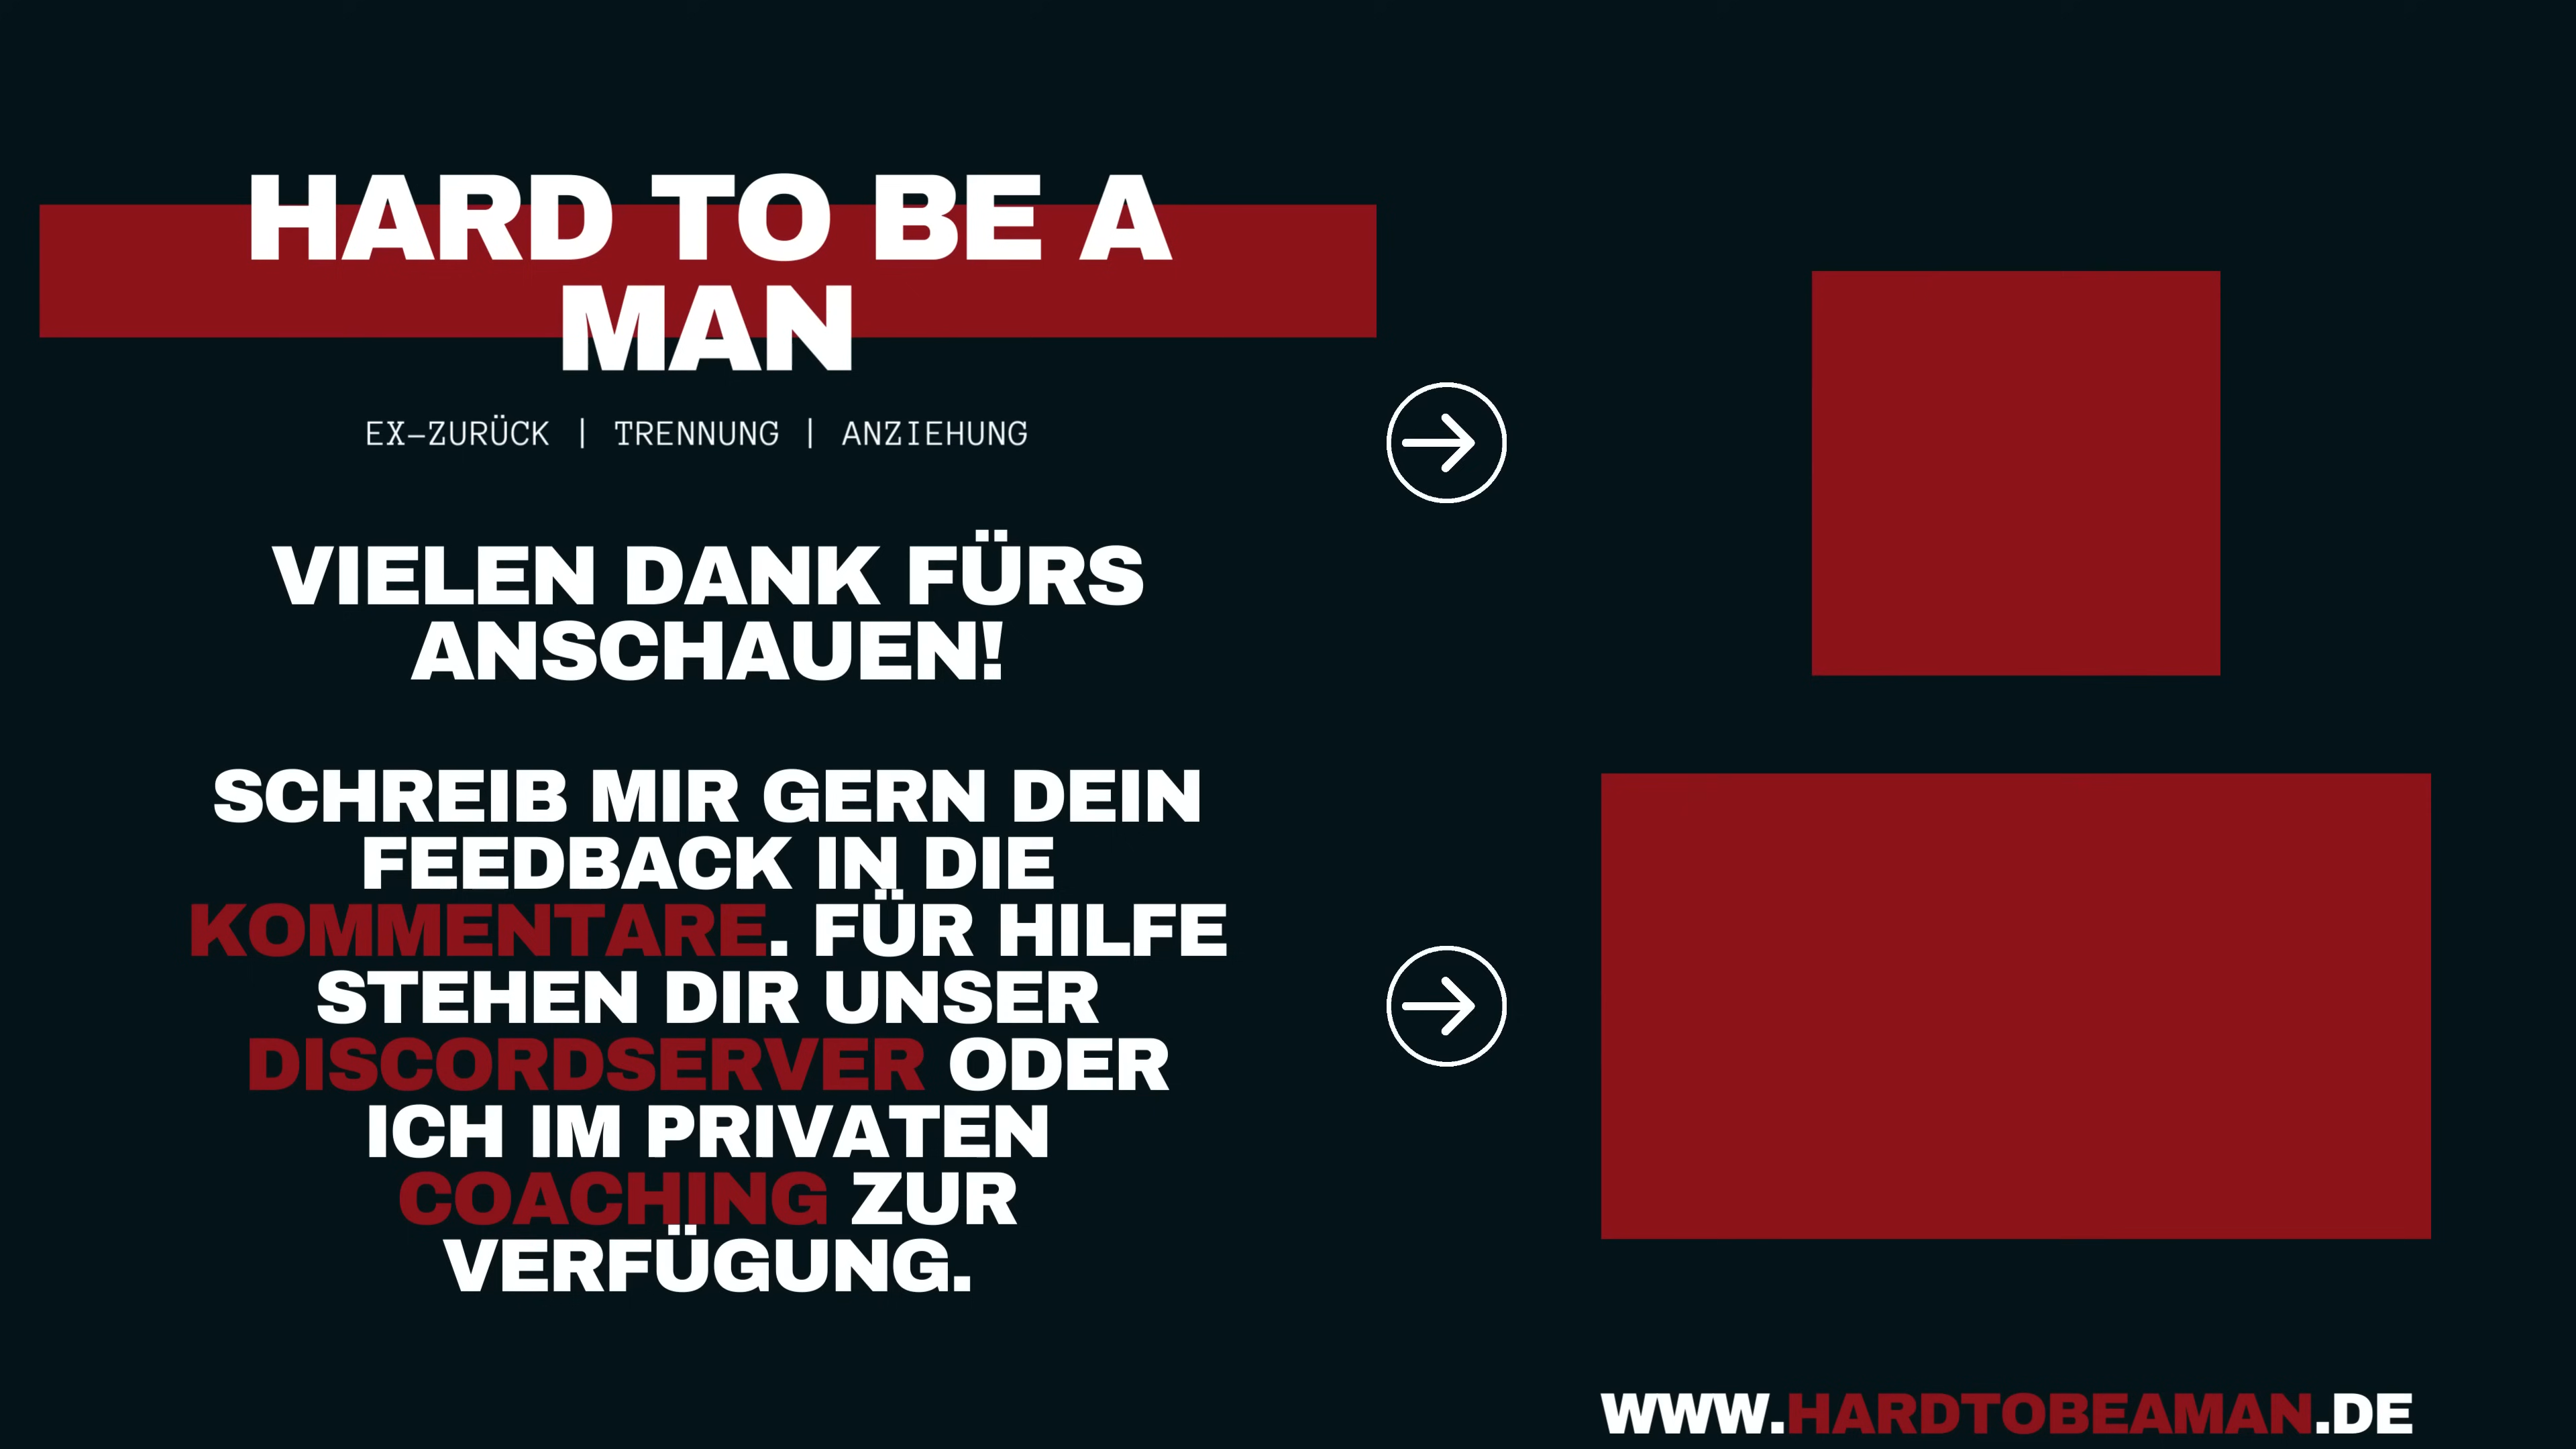 HARD TO BE A
MAN
EX-ZURÜCK | TRENNUNG | ANZIEHUNG
VIELEN DANK FÜRS
ANSCHAUEN!
SCHREIB MIR GERN DEIN
FEEDBACK IN DIE
KOMMENTARE. FÜR HILFE
STEHEN DIR UNSER
DISCORDSERVER ODER
ICH IM PRIVATEN
COACHING ZUR
VERFÜGUNG.
WWW.HARDTOBEAMAN.DE